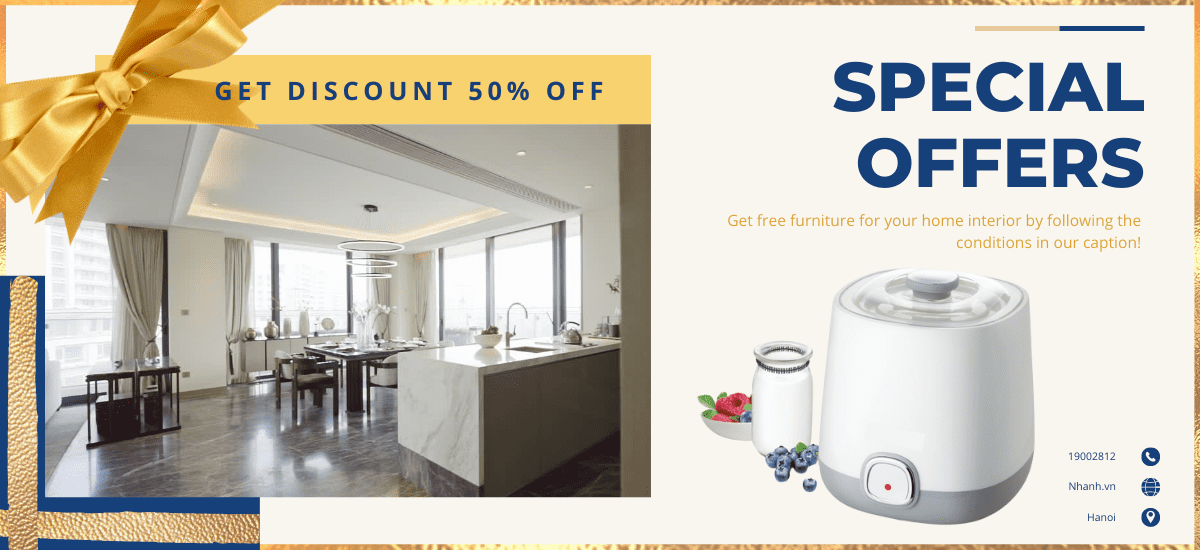 GET DISCOUNT 50% OFF
SPECIAL
OFFERS
Get free furniture for your home interior by following the
conditions in our caption!
19002812
Nhanh.vn
Hanoi